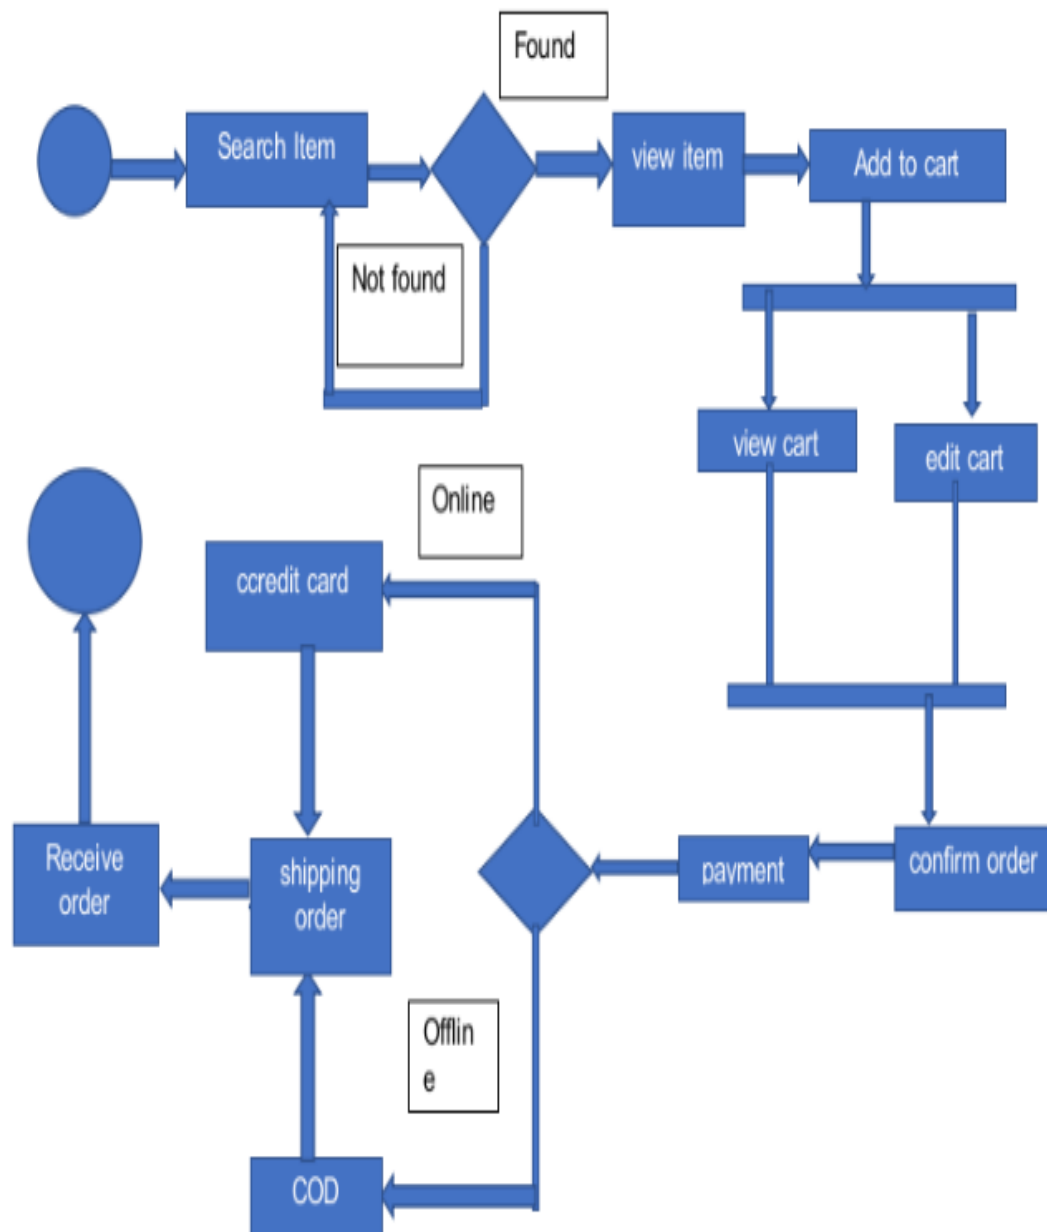 Found
Search Item
view item
Add to cart
Not found
view cart
edit cart
Online
ccredit card
Receive
order
shipping
order
payment
confirm order
Offlin
e
COD